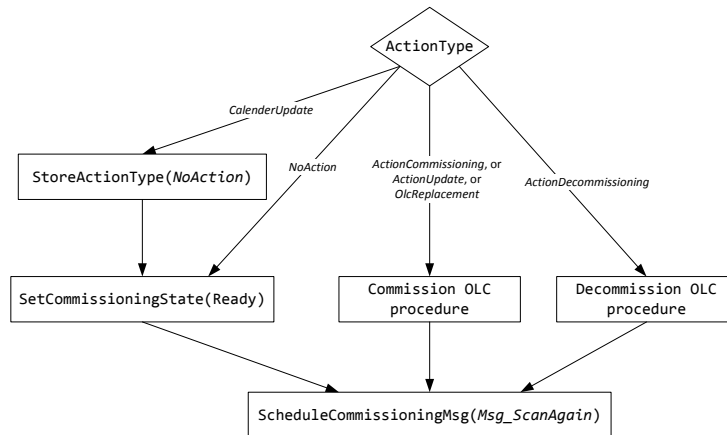 ActionType
CalenderUpdate
NoAction
ActionCommissioning, or
ActionUpdate, or
OlcReplacement
ActionDecommissioning
StoreActionType(NoAction)
SetCommissioningState(Ready)
Commission OLC
procedure
Decommission OLC
procedure
ScheduleCommissioningMsg(Msg_ScanAgain)